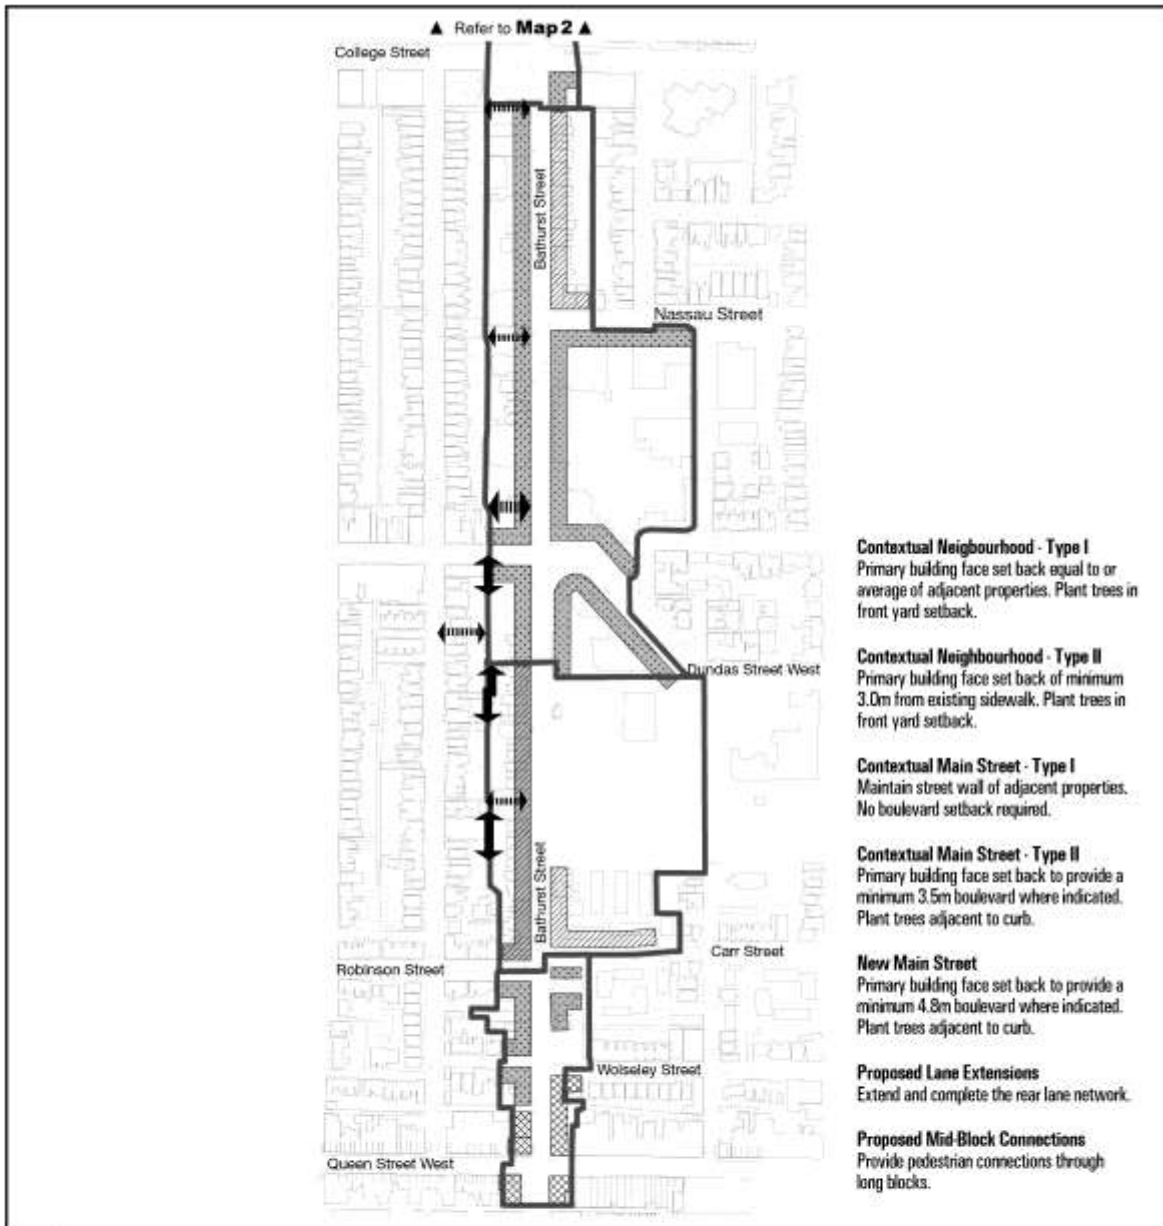 ▲ Refer to Map 2 ▲
College Street
Bathurst Street
Nassau Street
Dundas Street West
Bathurst Street
Carr Street
Robinson Street
Wolseley Street
Queen Street West
Contextual Neigbourhood - Type I
Primary building face set back equal to or
average of adjacent properties. Plant trees in
front yard setback.
Contextual Neighbourhood - Type II
Primary building face set back of minimum
3.0m from existing sidewalk. Plant trees in
front yard setback.
Contextual Main Street - Type I
Maintain street wall of adjacent properties.
No boulevard setback required.
Contextual Main Street - Type II
Primary building face set back to provide a
minimum 3.5m boulevard where indicated.
Plant trees adjacent to curb.
New Main Street
Primary building face set back to provide a
minimum 4.8m boulevard where indicated.
Plant trees adjacent to curb.
Proposed Lane Extensions
Extend and complete the rear lane network.
Proposed Mid-Block Connections
Provide pedestrian connections through
long blocks.